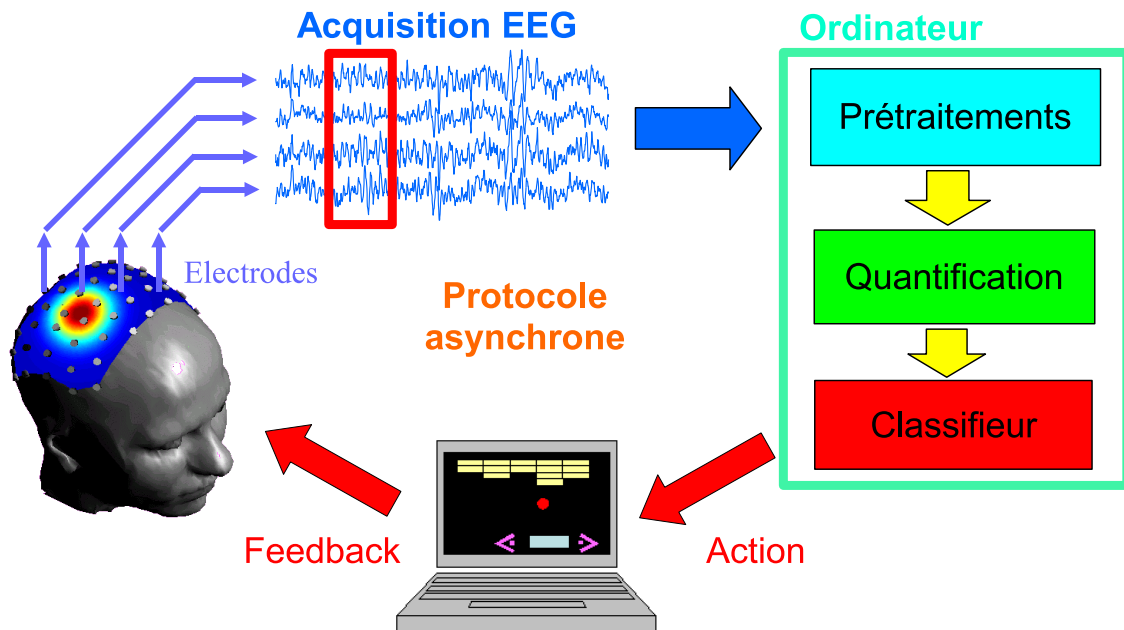 Acquisition EEG
Ordinateur
Prétraitements
Electrodes
Quantification
Protocole
asynchrone
Classifieur
Feedback
Action